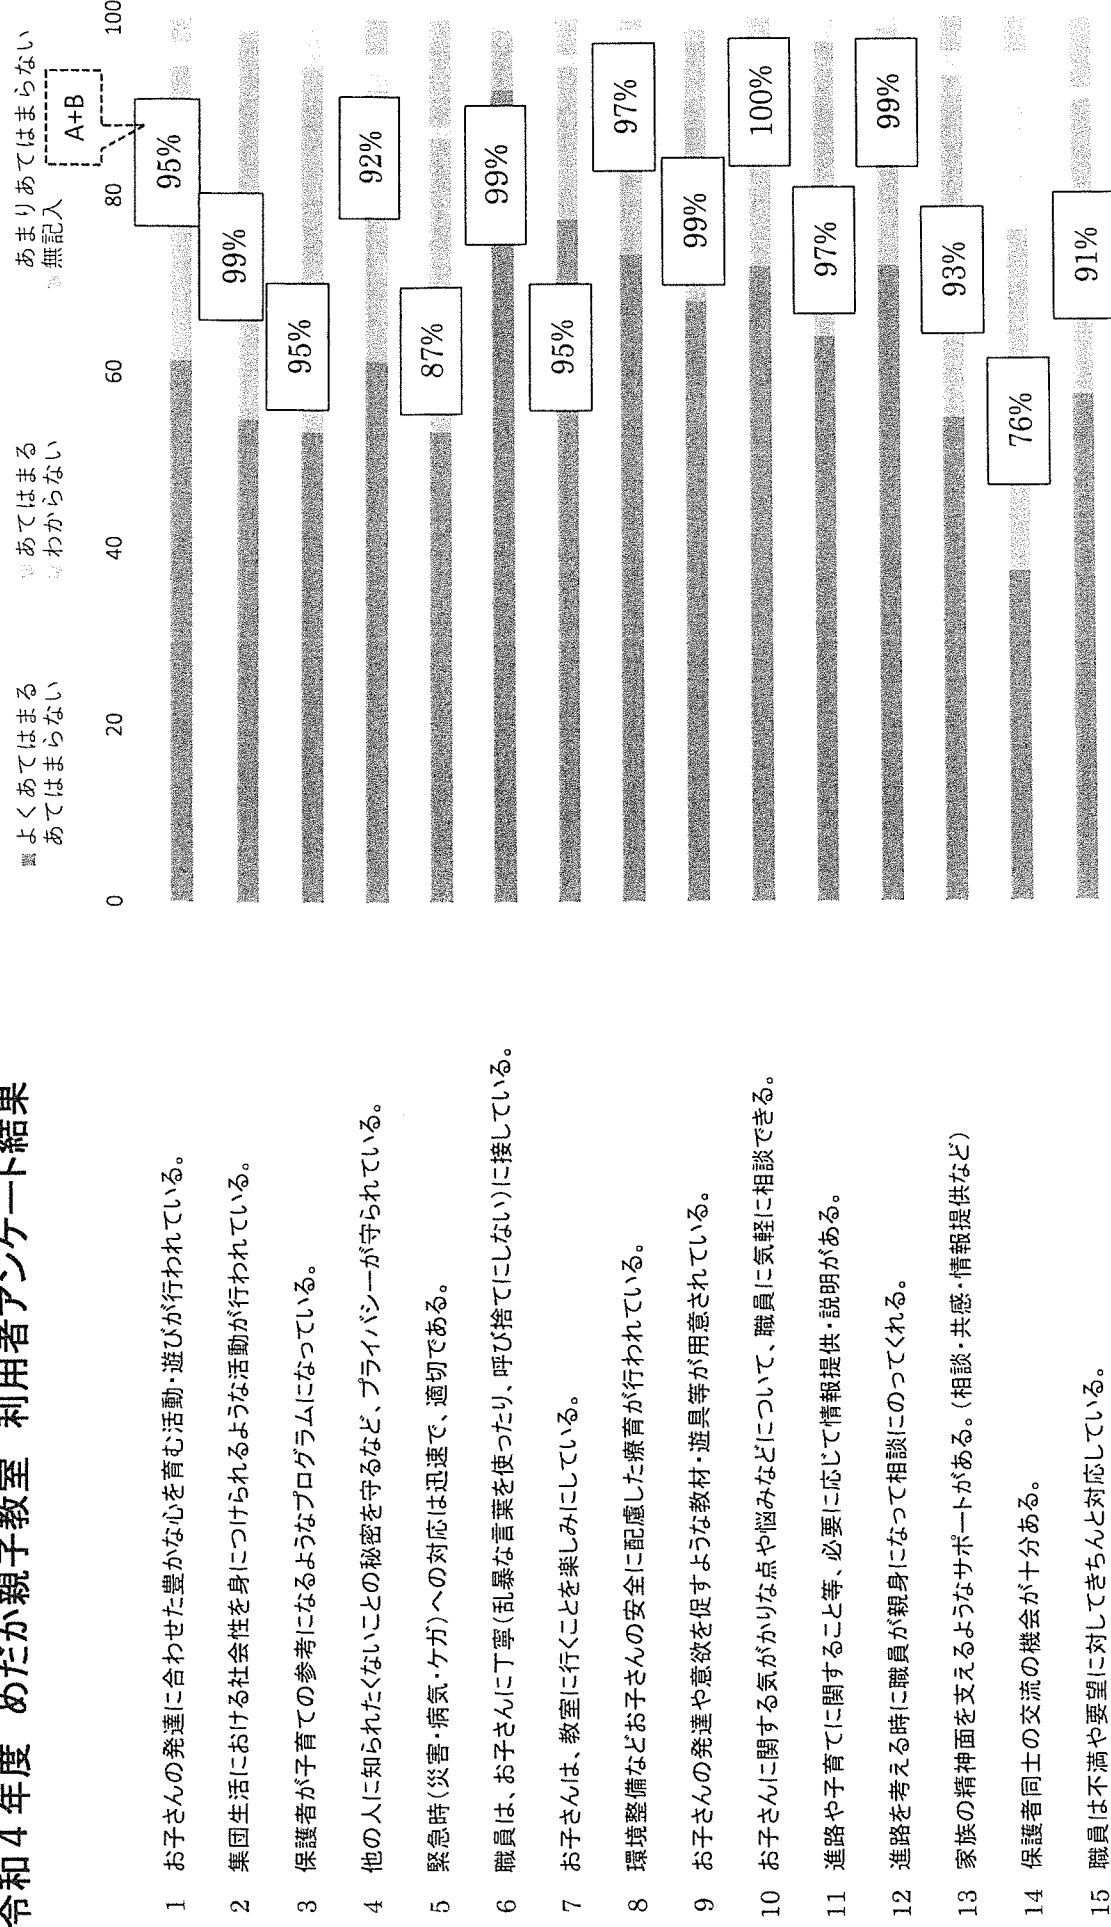 令和４年度　めだか親子教室　利用者アンケート結果
よくあてはまる　あてはまる　あまりあてはまらない
あてはまらない　わからない　無記入
0　20　40　60　80　100
A+B
1　お子さんの発達に合わせた豊かな心を育む活動・遊びが行われている。　95%
2　集団生活における社会性を身につけられるような活動が行われている。　99%
3　保護者が子育ての参考になるようなプログラムになっている。　95%
4　他の人に知られたくないことの秘密を守るなど、プライバシーが守られている。　92%
5　緊急時（災害・病気・ケガ）への対応は迅速で、適切である。　87%
6　職員は、お子さんに丁寧（乱暴な言葉を使ったり、呼び捨てにしない）に接している。　99%
7　お子さんは、教室に行くことを楽しみにしている。　95%
8　環境整備などお子さんの安全に配慮した療育が行われている。　97%
9　お子さんの発達や意欲を促すような教材・遊具等が用意されている。　99%
10　お子さんに関する気がかりな点や悩みなどについて、職員に気軽に相談できる。　100%
11　進路や子育てに関すること等、必要に応じて情報提供・説明がある。　97%
12　進路を考える時に職員が親身になって相談にのってくれる。　99%
13　家族の精神面を支えるようなサポートがある。（相談・共感・情報提供など）　93%
14　保護者同士の交流の機会が十分ある。　76%
15　職員は不満や要望に対してきちんと対応している。　91%